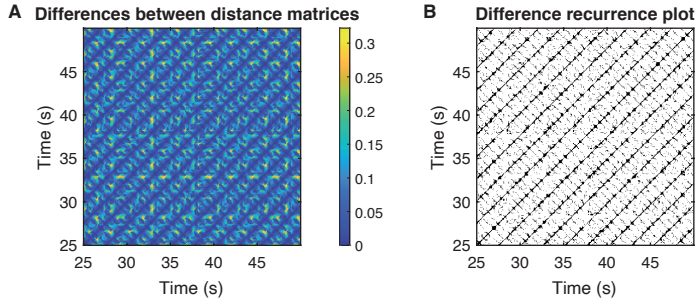 A Differences between distance matrices
Time (s)
45
40
35
30
25
25 30 35 40 45
Time (s)
0.3
0.25
0.2
0.15
0.1
0.05
0
B Difference recurrence plot
Time (s)
45
40
35
30
25
25 30 35 40 45
Time (s)